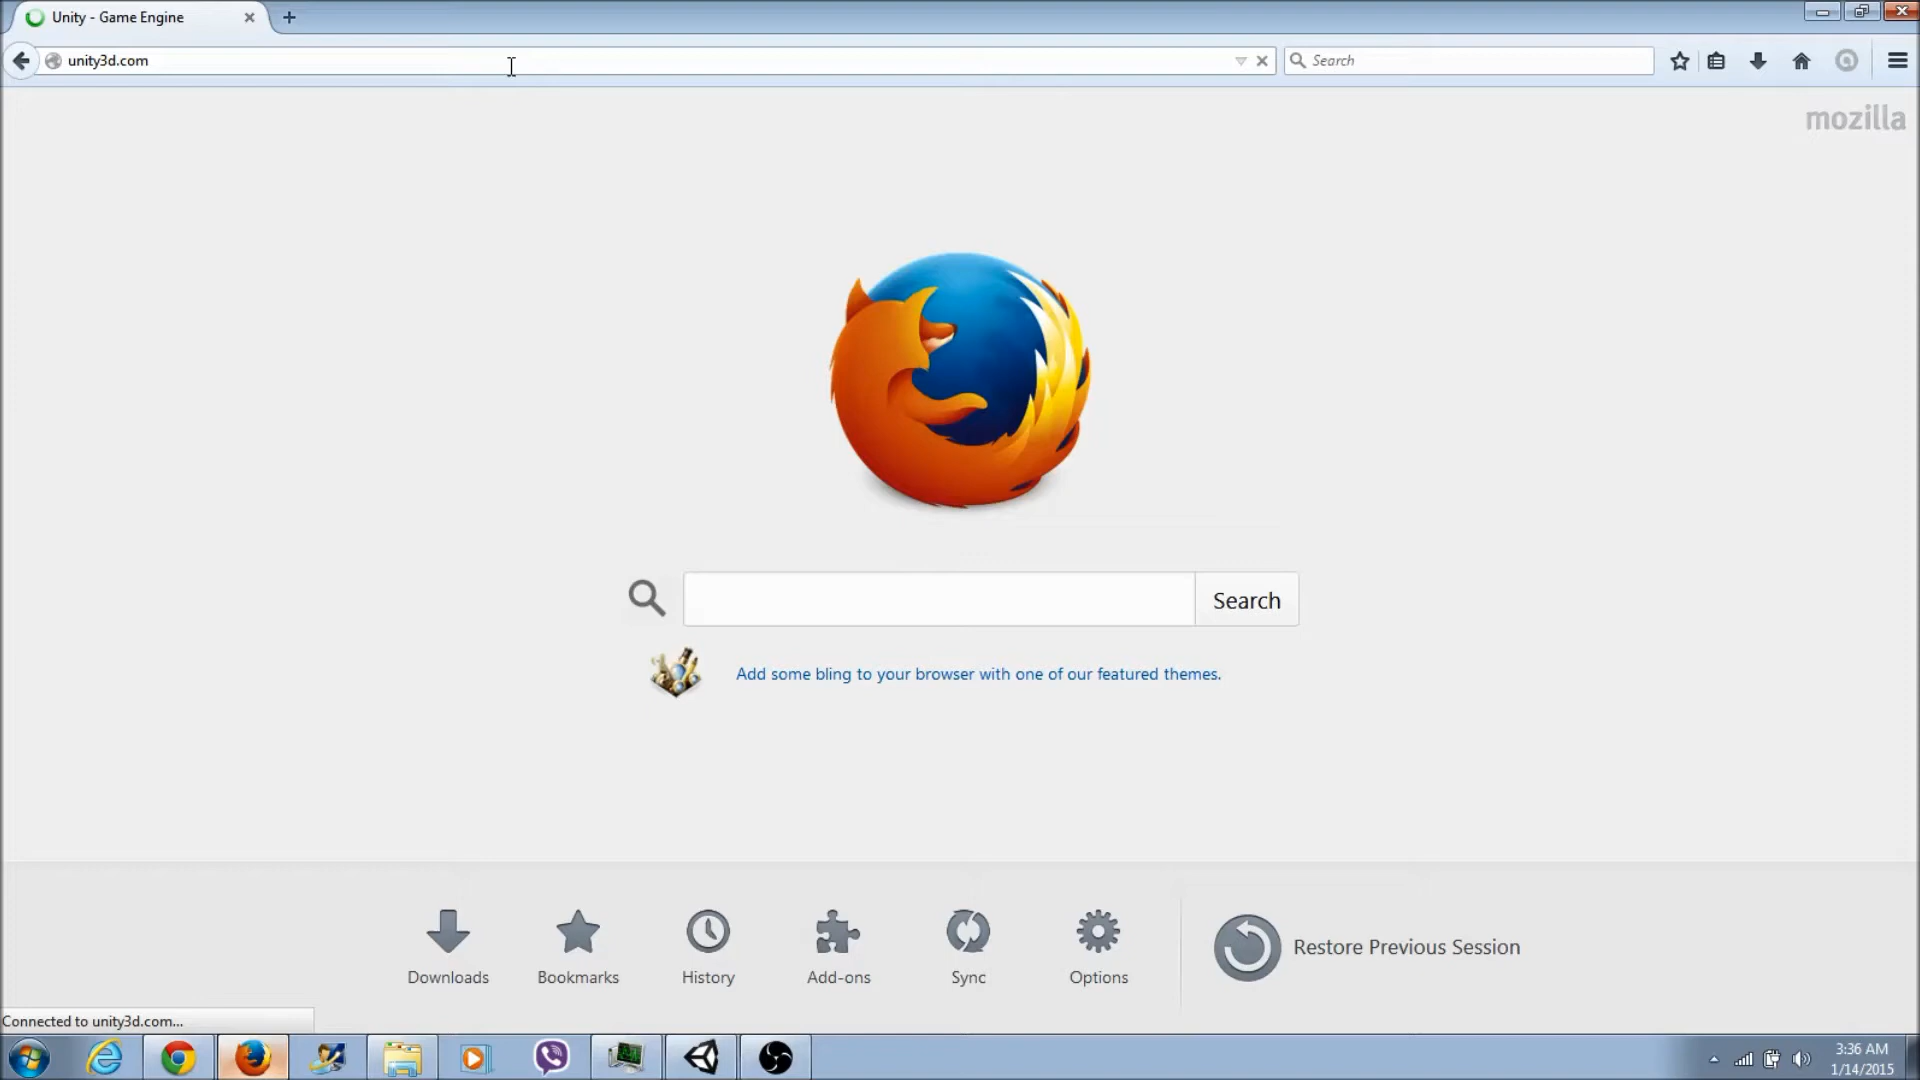 Unity - Game Engine
unity3d.com
Search
mozilla
Search
Add some bling to your browser with one of our featured themes.
Downloads
Bookmarks
History
Add-ons
Sync
Options
Restore Previous Session
Connected to unity3d.com...
3:36 AM
1/14/2015